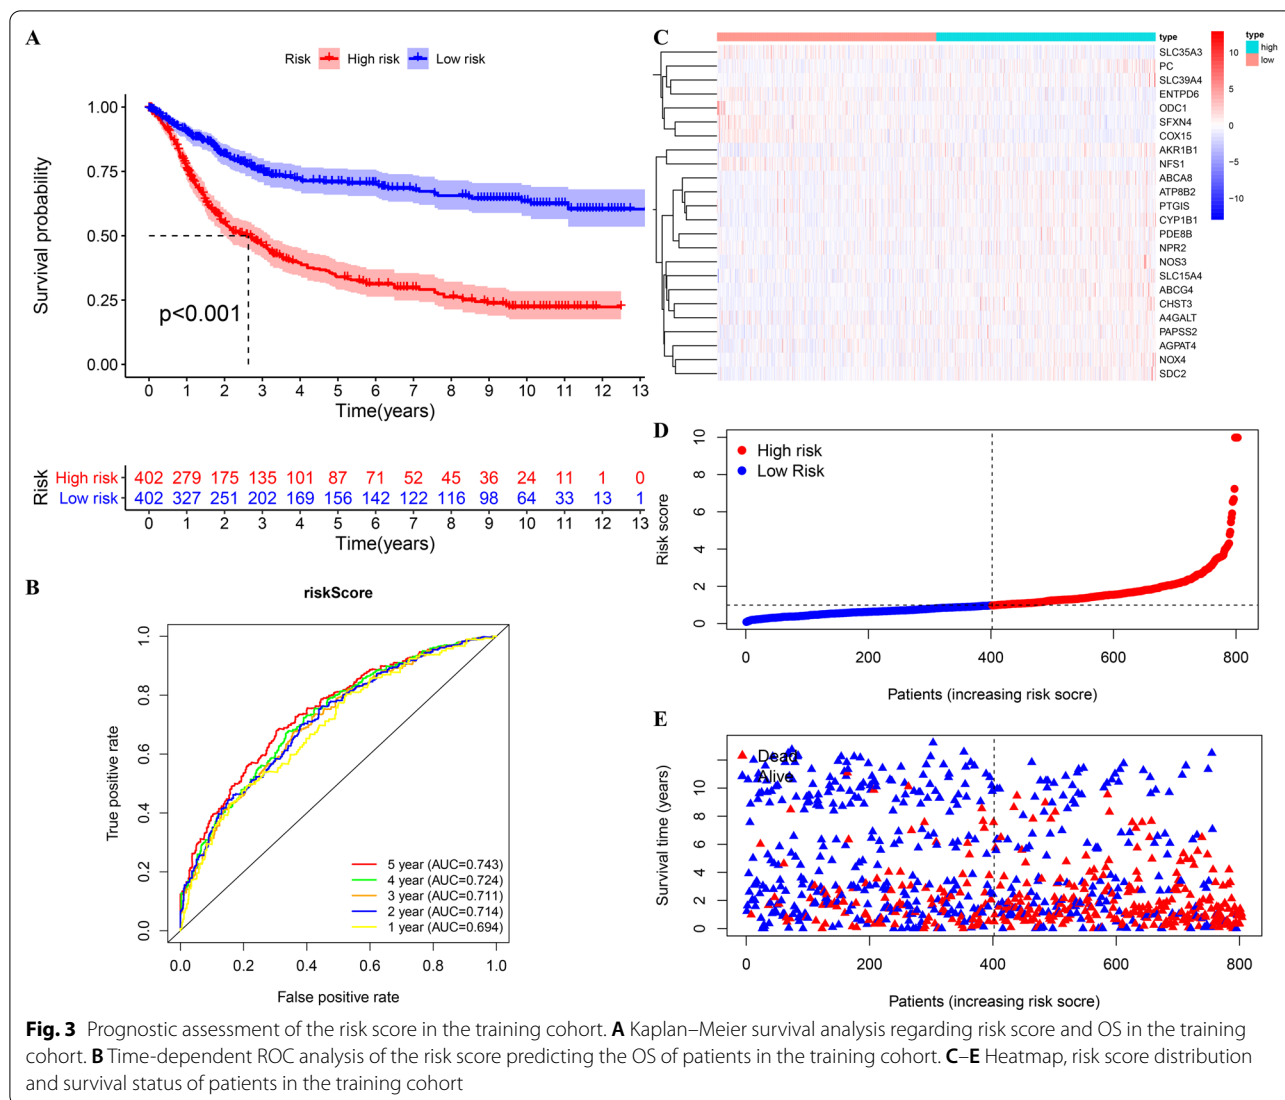 A
Risk High risk Low risk
Survival probability
1.00
0.75
0.50
0.25
0.00
p<0.001
0 1 2 3 4 5 6 7 8 9 10 11 12 13
Time(years)
Risk
High risk 402 279 175 135 101 87 71 52 45 36 24 11 1 0
Low risk 402 327 251 202 169 156 142 122 116 98 64 33 13 1
0 1 2 3 4 5 6 7 8 9 10 11 12 13
Time(years)
B
riskScore
True positive rate
1.0
0.8
0.6
0.4
0.2
0.0
5 year (AUC=0.743)
4 year (AUC=0.724)
3 year (AUC=0.711)
2 year (AUC=0.714)
1 year (AUC=0.694)
0.0 0.2 0.4 0.6 0.8 1.0
False positive rate
C
type
SLC35A3
PC
SLC39A4
ENTPD6
ODC1
SFXN4
COX15
AKR1B1
NFS1
ABCA8
ATP8B2
PTGIS
CYP1B1
PDE8B
NPR2
NOS3
SLC15A4
ABCG4
CHST3
A4GALT
PAPSS2
AGPAT4
NOX4
SDC2
10
5
0
−5
−10
type
high
low
D
High risk
Low Risk
Risk score
10
8
6
4
2
0
0 200 400 600 800
Patients (increasing risk socre)
E
Dead
Alive
Survival time (years)
10
8
6
4
2
0
0 200 400 600 800
Patients (increasing risk socre)
Fig. 3 Prognostic assessment of the risk score in the training cohort. A Kaplan–Meier survival analysis regarding risk score and OS in the training
cohort. B Time-dependent ROC analysis of the risk score predicting the OS of patients in the training cohort. C–E Heatmap, risk score distribution
and survival status of patients in the training cohort